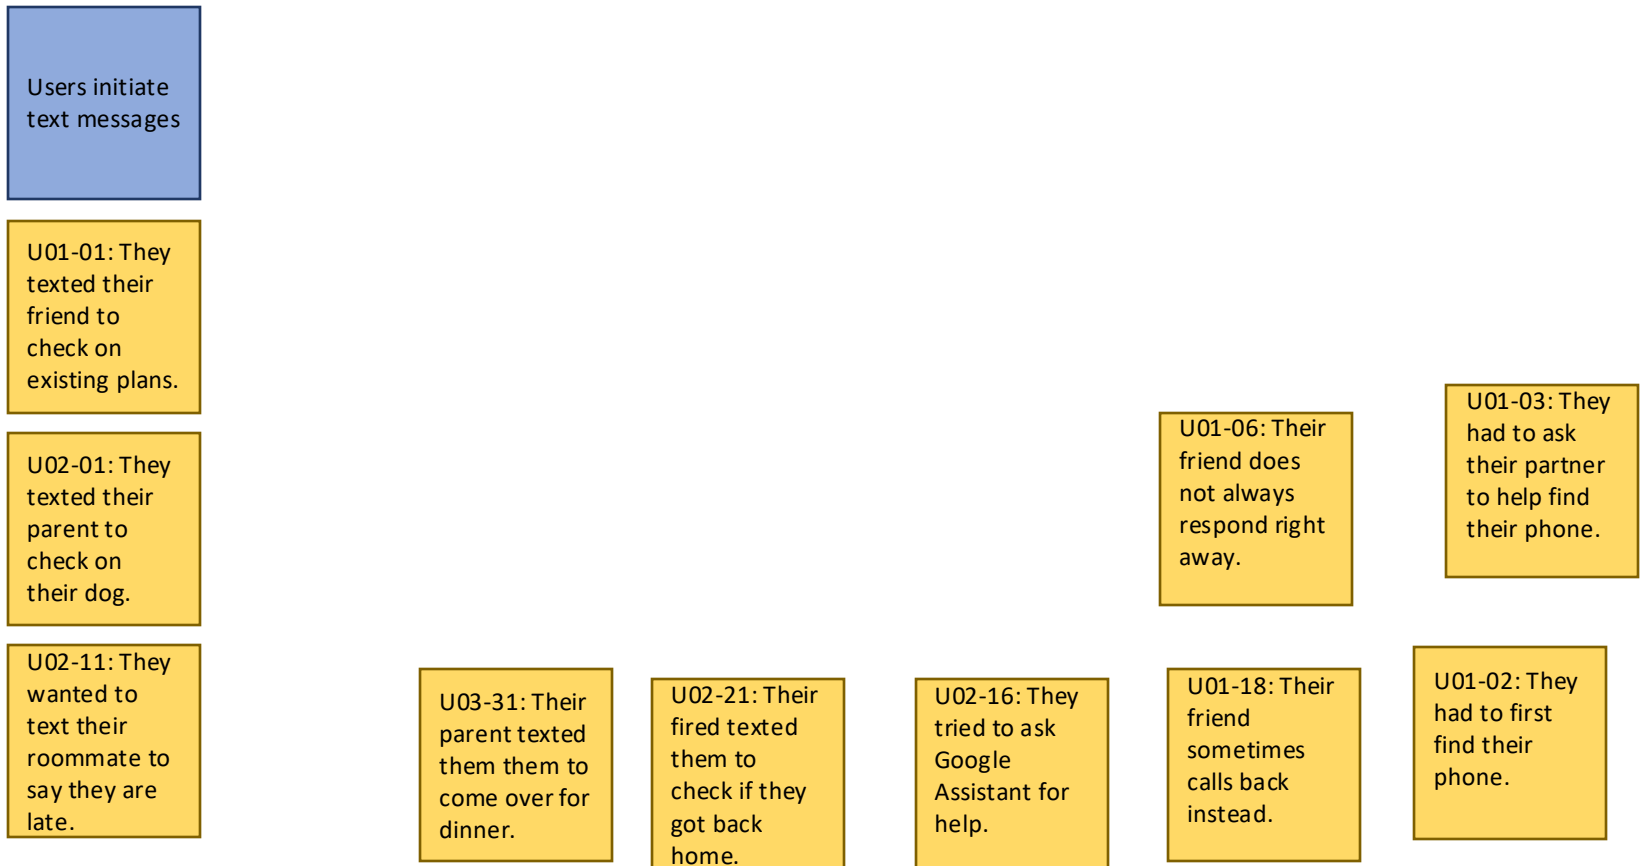 Users initiate
text messages
U01-01: They
texted their
friend to
check on
existing plans.
U02-01: They
texted their
parent to
check on
their dog.
U02-11: They
wanted to
text their
roommate to
say they are
late.
U03-31: Their
parent texted
them them to
come over for
dinner.
U02-21: Their
fired texted
them to
check if they
got back
home.
U02-16: They
tried to ask
Google
Assistant for
help.
U01-06: Their
friend does
not always
respond right
away.
U01-18: Their
friend
sometimes
calls back
instead.
U01-03: They
had to ask
their partner
to help find
their phone.
U01-02: They
had to first
find their
phone.